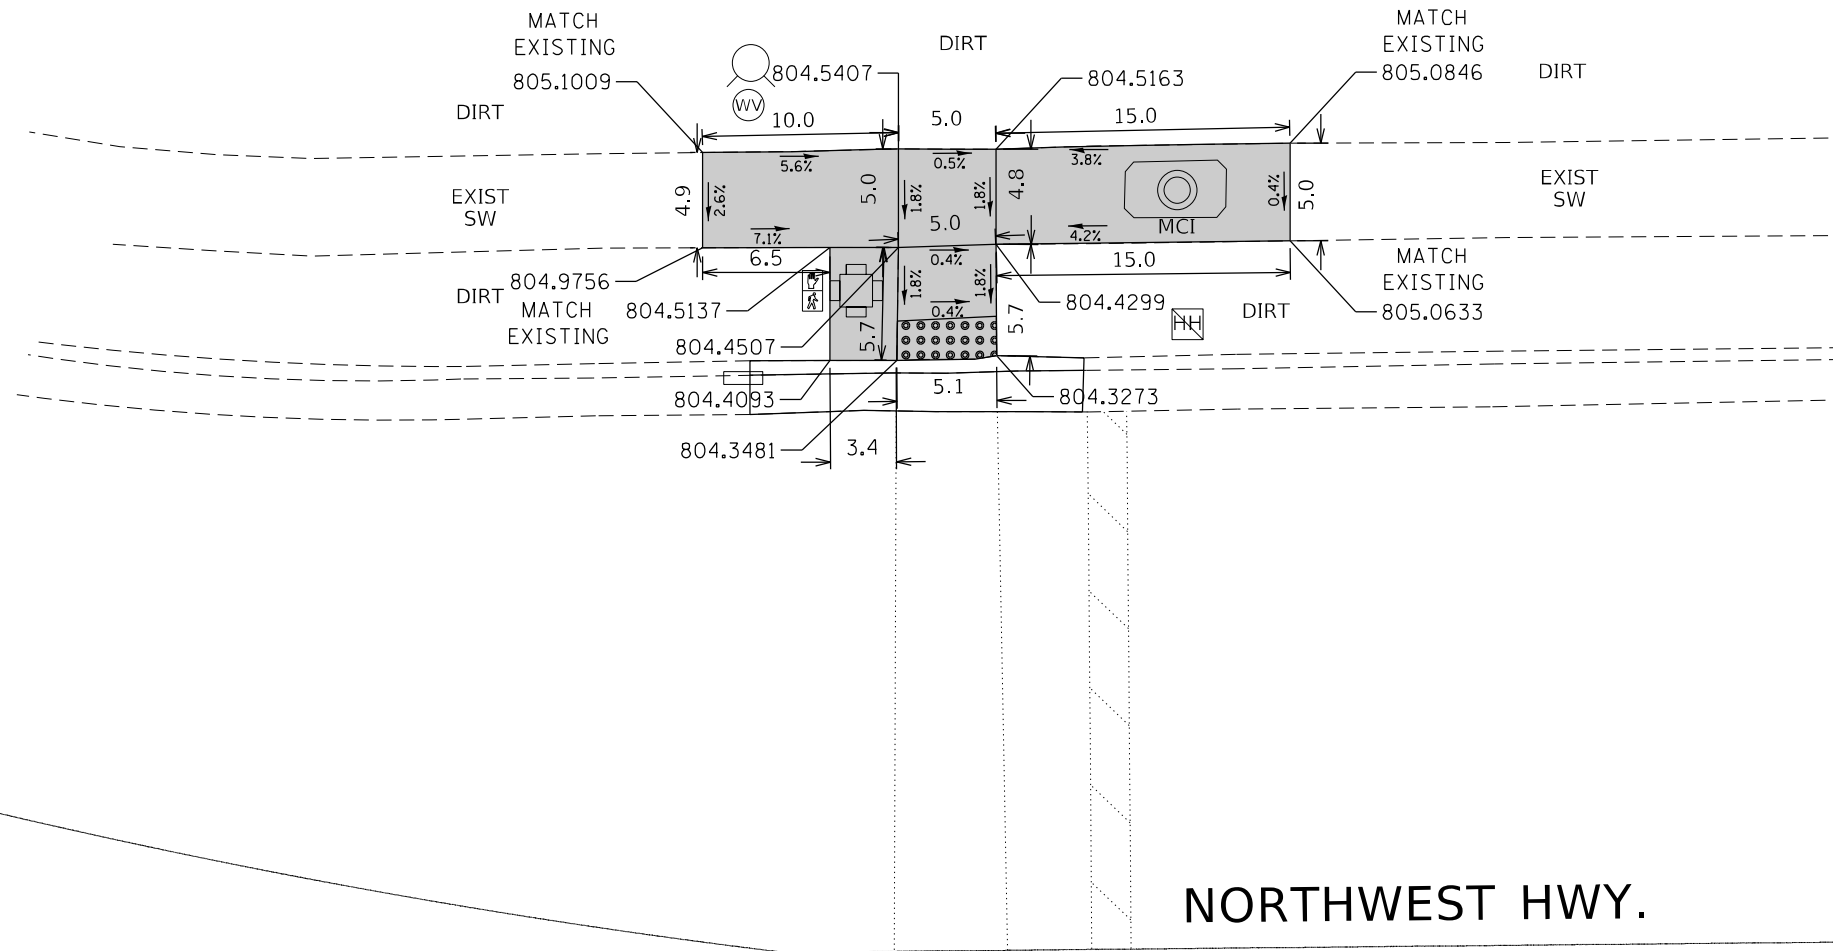 MATCH
EXISTING
805.1009
804.5407
DIRT
804.5163
MATCH
EXISTING
805.0846
DIRT
WV
DIRT
10.0
5.0
15.0
5.6%
0.5%
3.8%
EXIST
SW
4.9
2.6%
5.0
1.8%
1.8%
4.8
0.4%
5.0
EXIST
SW
5.0
7.1%
4.2%
MCI
6.5
0.4%
15.0
804.9756
DIRT
MATCH
EXISTING
804.5137
1.8%
1.8%
804.4299
HH
DIRT
MATCH
EXISTING
805.0633
0.4%
5.7
5.7
804.4507
804.4093
5.1
804.3273
804.3481
3.4
NORTHWEST HWY.